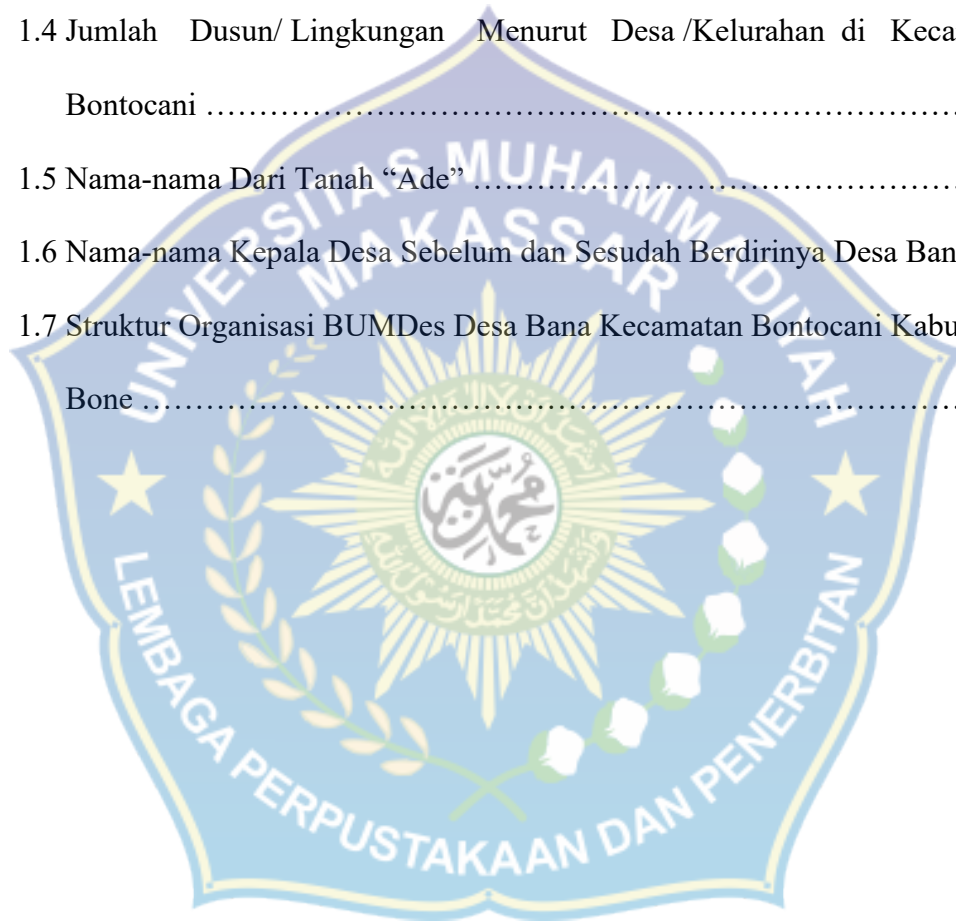 1.4 Jumlah Dusun/ Lingkungan Menurut Desa /Kelurahan di Keca
Bontocani ……………………………………………………………
1.5 Nama-nama Dari Tanah “Ade” ………………………………………
1.6 Nama-nama Kepala Desa Sebelum dan Sesudah Berdirinya Desa Ban
1.7 Struktur Organisasi BUMDes Desa Bana Kecamatan Bontocani Kabu
Bone …………………………………………………………………
UNIVERSITAS MUHAMMADIYAH
MAKASSAR
محمد
LEMBAGA PERPUSTAKAAN DAN PENERBITAN